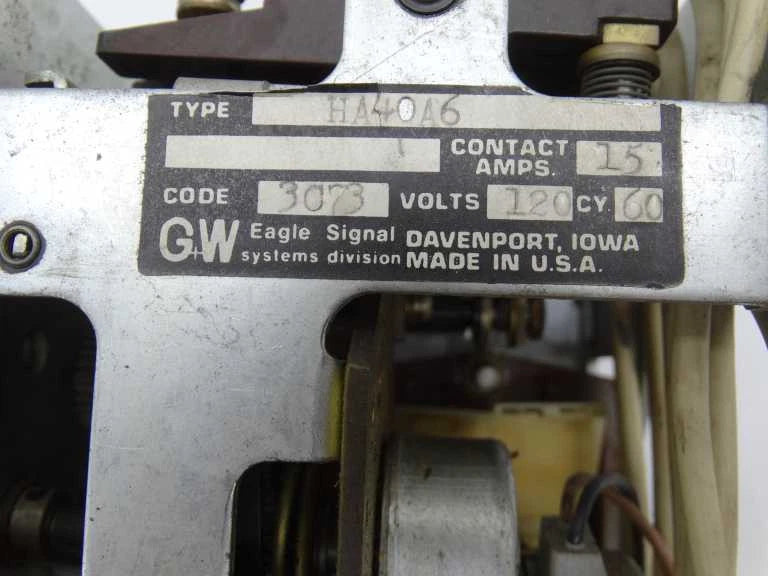 TYPE HA40A6
CONTACT AMPS. 15
CODE 3073 VOLTS 120 CY. 60
G+W Eagle Signal systems division DAVENPORT, IOWA
MADE IN U.S.A.